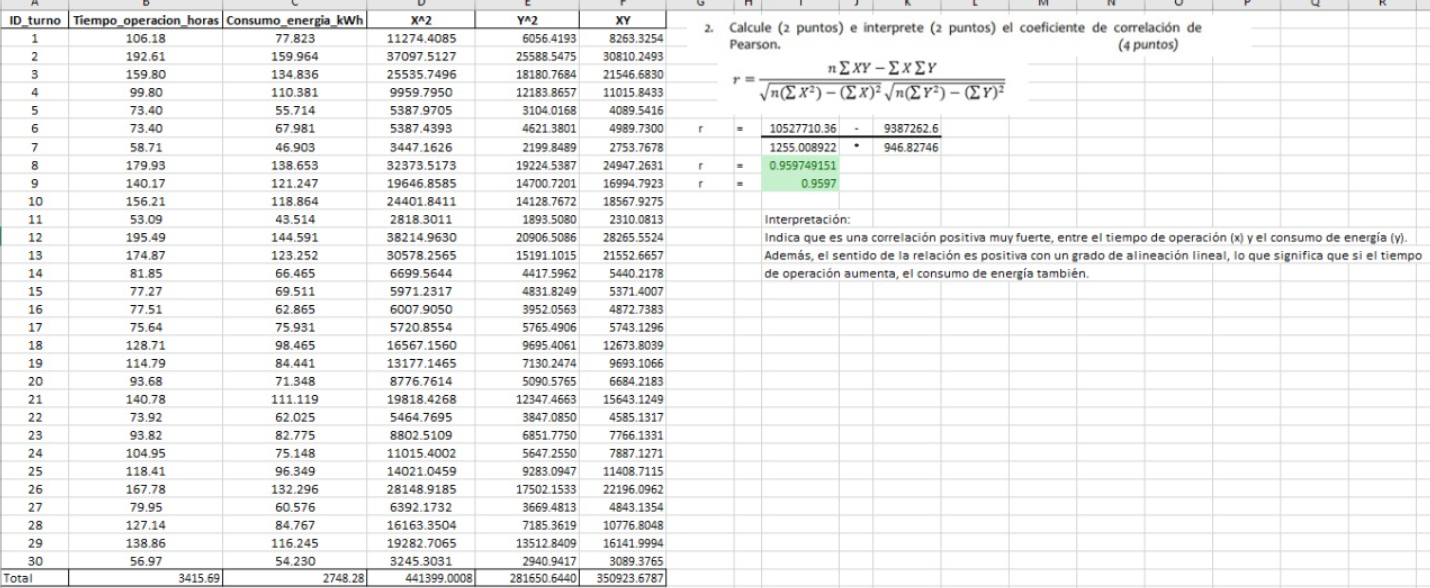 A B C D E F G H I J K L M N O P Q R
ID_turno Tiempo_operacion_horas Consumo_energia_kWh X^2 Y^2 XY
1 106.18 77.823 11274.4085 6056.4193 8263.3254
2 192.61 159.964 37097.5127 25588.5475 30810.2493
3 159.80 134.836 25535.7496 18180.7684 21546.6830
4 99.80 110.381 9959.7950 12183.8657 11015.8433
5 73.40 55.714 5387.9705 3104.0168 4089.5416
6 73.40 67.981 5387.4393 4621.3801 4989.7300
7 58.71 46.903 3447.1626 2199.8489 2753.7678
8 179.93 138.653 32373.5173 19224.5387 24947.2631
9 140.17 121.247 19646.8585 14700.7201 16994.7923
10 156.21 118.864 24401.8411 14128.7672 18567.9275
11 53.09 43.514 2818.3011 1893.5080 2310.0813
12 195.49 144.591 38214.9630 20906.5086 28265.5524
13 174.87 123.252 30578.2565 15191.1015 21552.6657
14 81.85 66.465 6699.5644 4417.5962 5440.2178
15 77.27 69.511 5971.2317 4831.8249 5371.4007
16 77.51 62.865 6007.9050 3952.0563 4872.7383
17 75.64 75.931 5720.8554 5765.4906 5743.1296
18 128.71 98.465 16567.1560 9695.4061 12673.8039
19 114.79 84.441 13177.1465 7130.2474 9693.1066
20 93.68 71.348 8776.7614 5090.5765 6684.2183
21 140.78 111.119 19818.4268 12347.4663 15643.1249
22 73.92 62.025 5464.7695 3847.0850 4585.1317
23 93.82 82.775 8802.5109 6851.7750 7766.1331
24 104.95 75.148 11015.4002 5647.2550 7887.1271
25 118.41 96.349 14021.0459 9283.0947 11408.7115
26 167.78 132.296 28148.9185 17502.1533 22196.0962
27 79.95 60.576 6392.1732 3669.4813 4843.1354
28 127.14 84.767 16163.3504 7185.3619 10776.8048
29 138.86 116.245 19282.7065 13512.8409 16141.9994
30 56.97 54.230 3245.3031 2940.9417 3089.3765
Total 3415.69 2748.28 441399.0008 281650.6440 350923.6787
2. Calcule (2 puntos) e interprete (2 puntos) el coeficiente de correlación de
Pearson. (4 puntos)
r = n∑XY − ∑X∑Y
√n(∑X²) − (∑X)² √n(∑Y²) − (∑Y)²
r = 10527710.36 - 9387262.6
1255.008922 * 946.82746
r = 0.959749151
r = 0.9597
Interpretación:
Indica que es una correlación positiva muy fuerte, entre el tiempo de operación (x) y el consumo de energía (y).
Además, el sentido de la relación es positiva con un grado de alineación lineal, lo que significa que si el tiempo
de operación aumenta, el consumo de energía también.